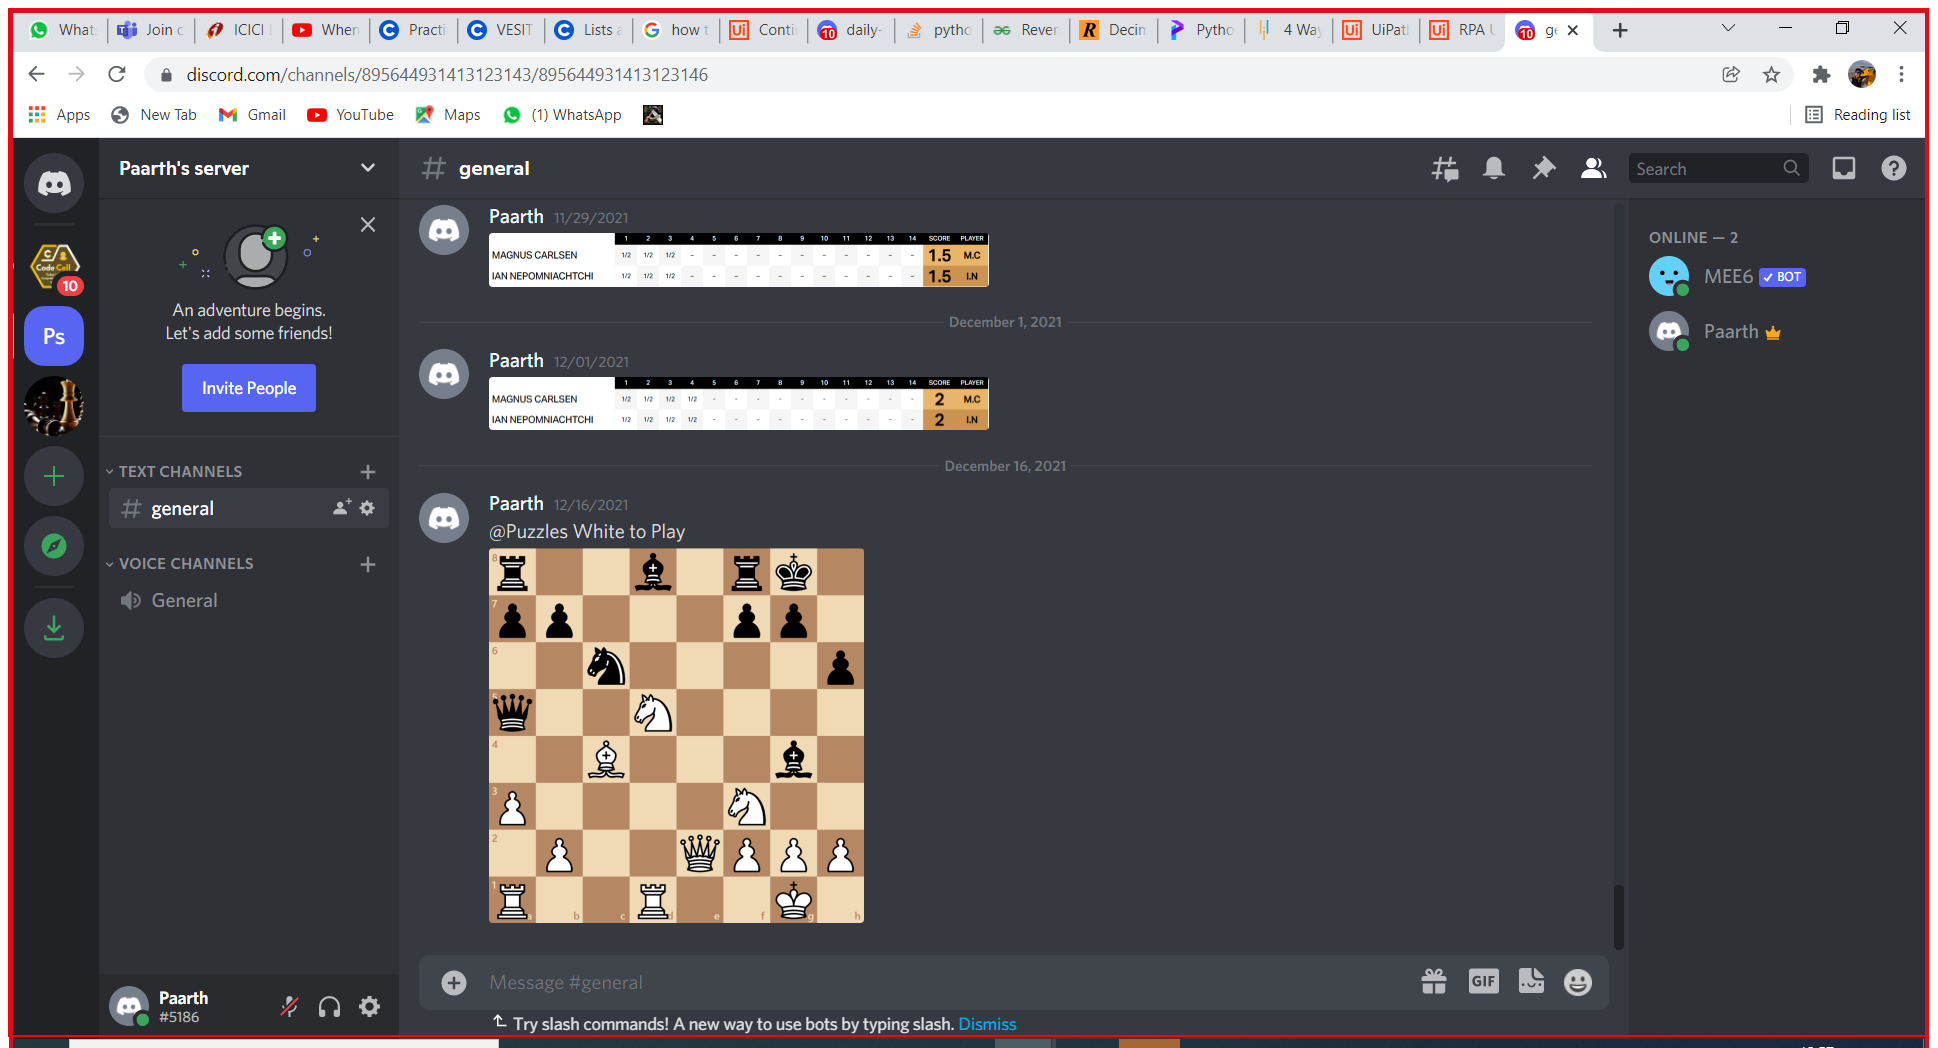 What
Join c
ICICI
When
Practi
VESIT
Lists a
how t
Conti
daily-
pytho
Rever
Decim
Pytho
4 Way
UiPat
RPA U
ge
discord.com/channels/895644931413123143/895644931413123146
Apps
New Tab
Gmail
YouTube
Maps
(1) WhatsApp
Reading list
Paarth's server
general
Search
Code Cell
10
Ps
An adventure begins.
Let's add some friends!
Invite People
TEXT CHANNELS
general
VOICE CHANNELS
General
Paarth 11/29/2021
1 2 3 4 5 6 7 8 9 10 11 12 13 14 SCORE PLAYER
MAGNUS CARLSEN 1/2 1/2 1/2 - - - - - - - - - - - 1.5 M.C
IAN NEPOMNIACHTCHI 1/2 1/2 1/2 - - - - - - - - - - - 1.5 I.N
December 1, 2021
Paarth 12/01/2021
1 2 3 4 5 6 7 8 9 10 11 12 13 14 SCORE PLAYER
MAGNUS CARLSEN 1/2 1/2 1/2 1/2 - - - - - - - - - - 2 M.C
IAN NEPOMNIACHTCHI 1/2 1/2 1/2 1/2 - - - - - - - - - - 2 I.N
December 16, 2021
Paarth 12/16/2021
@Puzzles White to Play
8
7
6
5
4
3
2
1 a b c d e f g h
Message #general
GIF
Try slash commands! A new way to use bots by typing slash. Dismiss
ONLINE — 2
MEE6 BOT
Paarth
Paarth
#5186